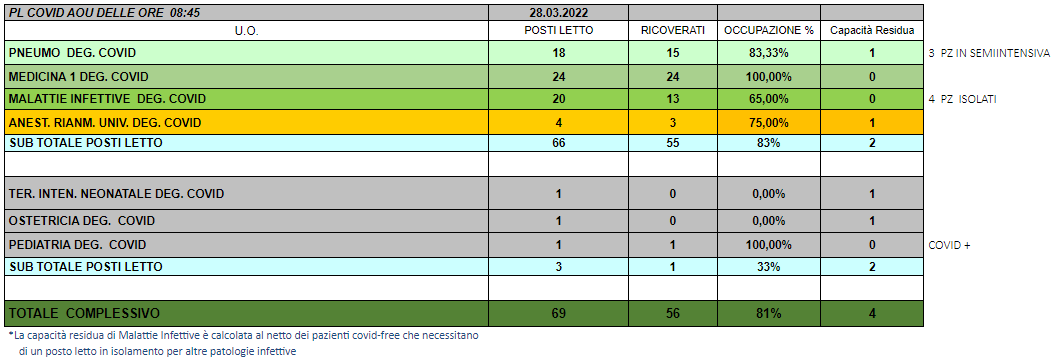 PL COVID AOU DELLE ORE 08:45 28.03.2022
U.O. POSTI LETTO RICOVERATI OCCUPAZIONE % Capacità Residua
PNEUMO DEG. COVID 18 15 83,33% 1 3 PZ IN SEMIINTENSIVA
MEDICINA 1 DEG. COVID 24 24 100,00% 0
MALATTIE INFETTIVE DEG. COVID 20 13 65,00% 0 4 PZ ISOLATI
ANEST. RIANM. UNIV. DEG. COVID 4 3 75,00% 1
SUB TOTALE POSTI LETTO 66 55 83% 2
TER. INTEN. NEONATALE DEG. COVID 1 0 0,00% 1
OSTETRICIA DEG. COVID 1 0 0,00% 1
PEDIATRIA DEG. COVID 1 1 100,00% 0 COVID +
SUB TOTALE POSTI LETTO 3 1 33% 2
TOTALE COMPLESSIVO 69 56 81% 4
*La capacità residua di Malattie Infettive è calcolata al netto dei pazienti covid-free che necessitano
di un posto letto in isolamento per altre patologie infettive